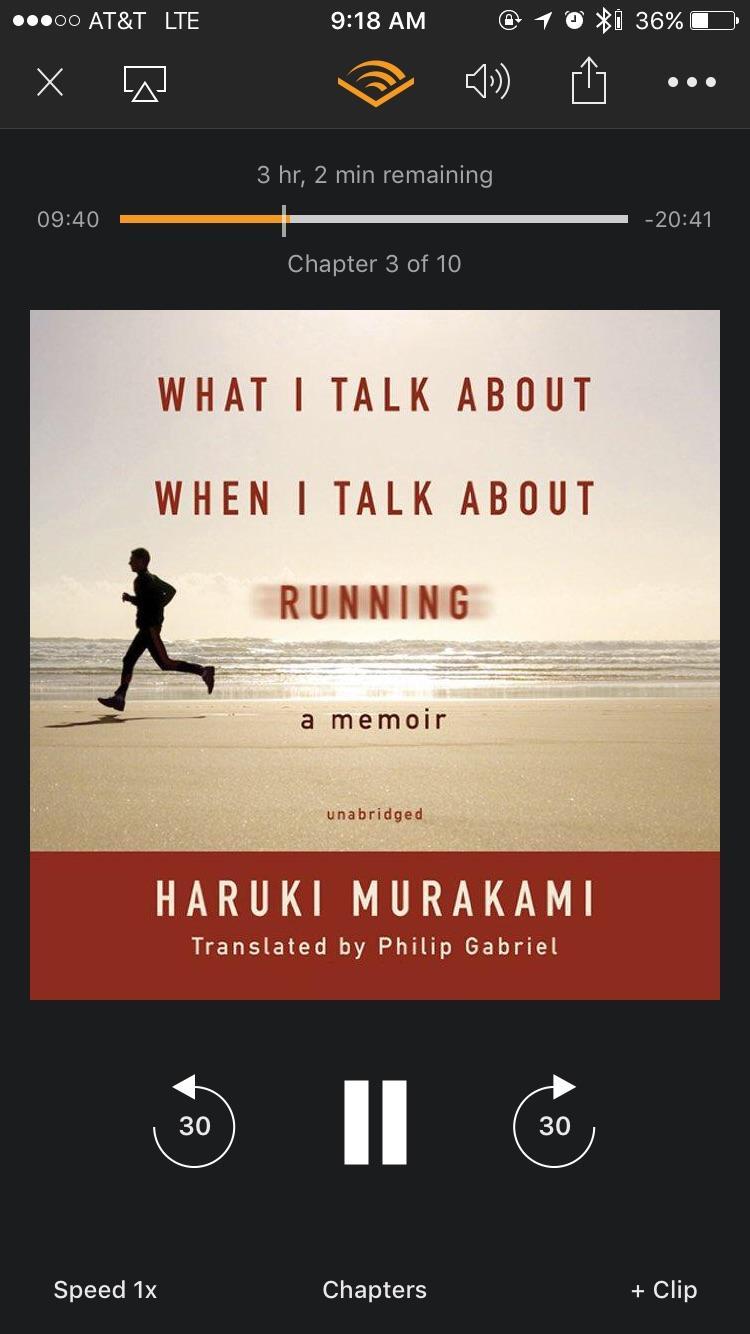 AT&T LTE 9:18 AM 36%
3 hr, 2 min remaining
09:40 -20:41
Chapter 3 of 10
WHAT I TALK ABOUT
WHEN I TALK ABOUT
RUNNING
a memoir
unabridged
HARUKI MURAKAMI
Translated by Philip Gabriel
30 30
Speed 1x Chapters + Clip